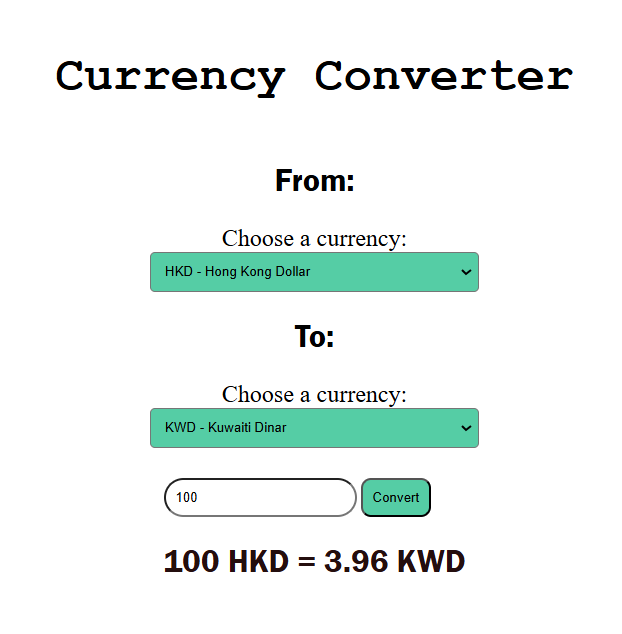 Currency Converter
From:
Choose a currency:
HKD - Hong Kong Dollar
To:
Choose a currency:
KWD - Kuwaiti Dinar
100 Convert
100 HKD = 3.96 KWD